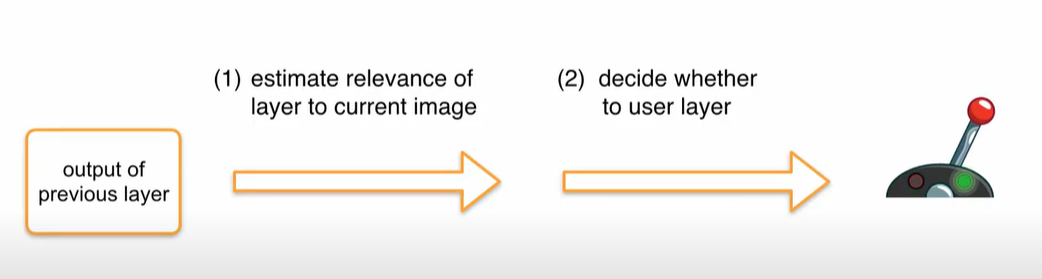 (1) estimate relevance of
layer to current image
(2) decide whether
to user layer
output of
previous layer